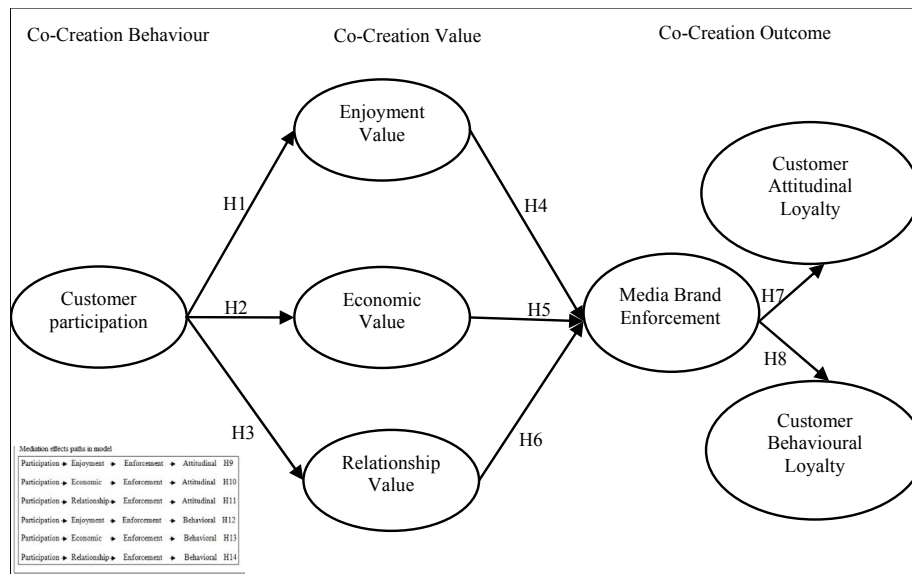 Co-Creation Behaviour
Co-Creation Value
Co-Creation Outcome
Enjoyment
Value
Customer
Attitudinal
Loyalty
H1
H4
Customer
participation
H2
Economic
Value
H5
Media Brand
Enforcement
H7
H8
H3
H6
Relationship
Value
Customer
Behavioural
Loyalty
Mediation effects paths in model
Participation Enjoyment Enforcement Attitudinal H9
Participation Economic Enforcement Attitudinal H10
Participation Relationship Enforcement Attitudinal H11
Participation Enjoyment Enforcement Behavioral H12
Participation Economic Enforcement Behavioral H13
Participation Relationship Enforcement Behavioral H14